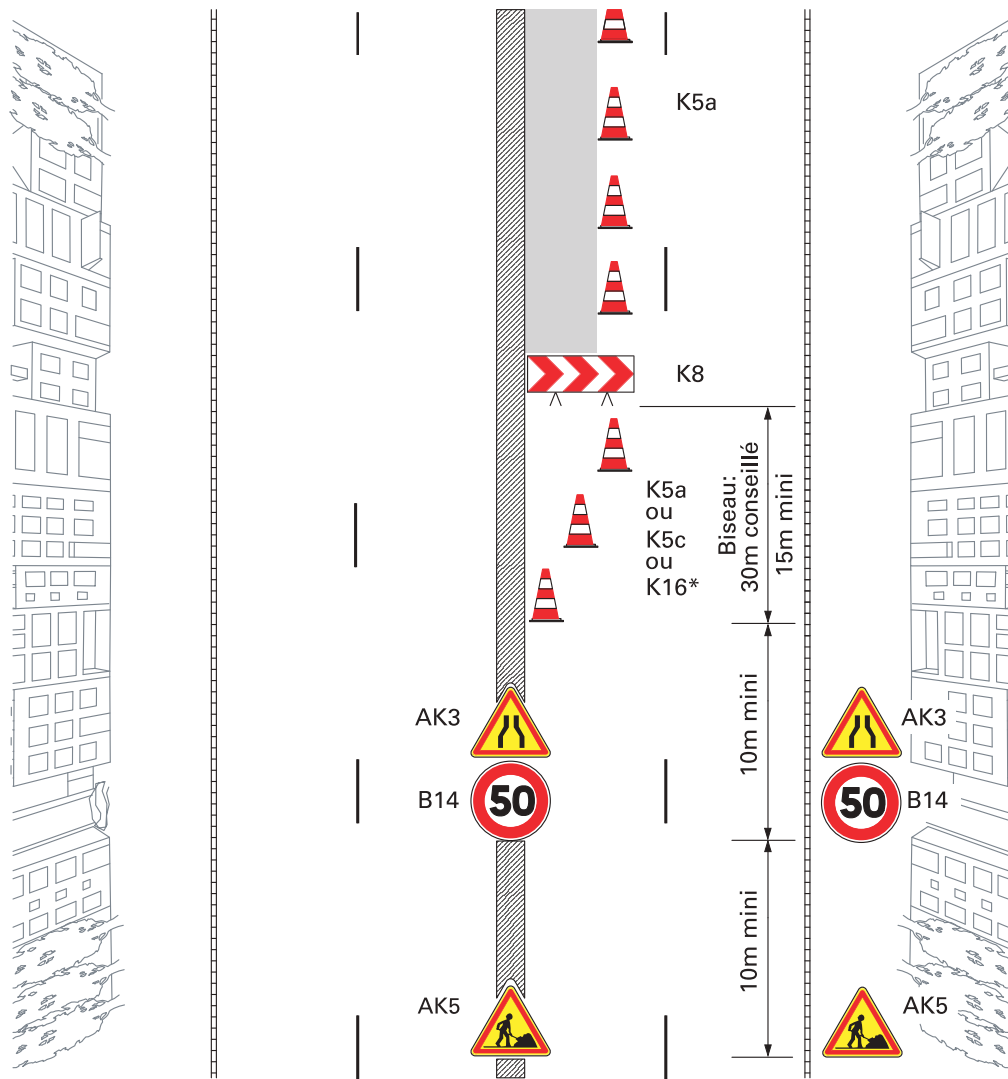 K5a
K8
K5a
ou
K5c
ou
K16*
Biseau:
30m conseillé
15m mini
10m mini
AK3
AK3
B14
50
50
B14
10m mini
AK5
AK5